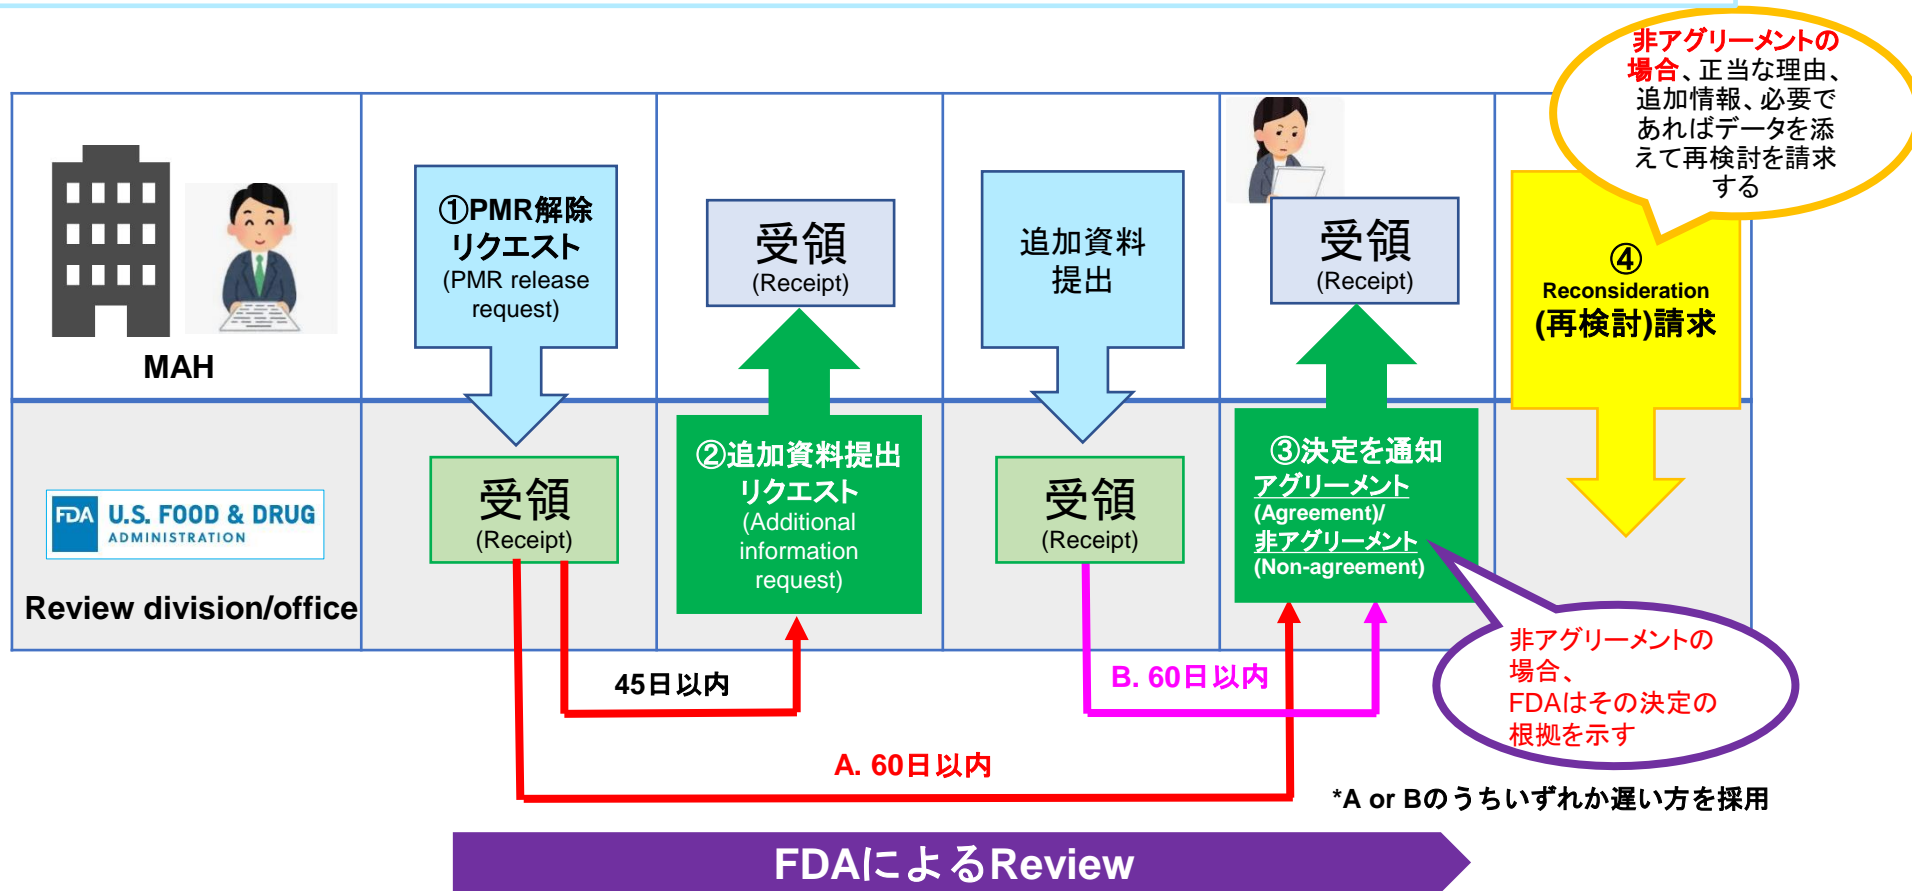 非アグリーメントの
場合、正当な理由、
追加情報、必要で
あればデータを添
えて再検討を請求
する
MAH
①PMR解除
リクエスト
(PMR release
request)
受領
(Receipt)
追加資料
提出
受領
(Receipt)
④
Reconsideration
(再検討)請求
FDA U.S. FOOD & DRUG
ADMINISTRATION
Review division/office
受領
(Receipt)
②追加資料提出
リクエスト
(Additional
information
request)
受領
(Receipt)
③決定を通知
アグリーメント
(Agreement)/
非アグリーメント
(Non-agreement)
非アグリーメントの
場合、
FDAはその決定の
根拠を示す
45日以内
B. 60日以内
A. 60日以内
*A or Bのうちいずれか遅い方を採用
FDAによるReview